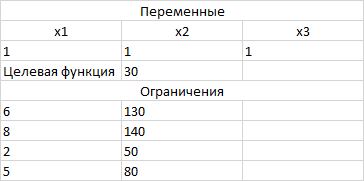 Переменные
x1 x2 x3
1 1 1
Целевая функция 30
Ограничения
6 130
8 140
2 50
5 80